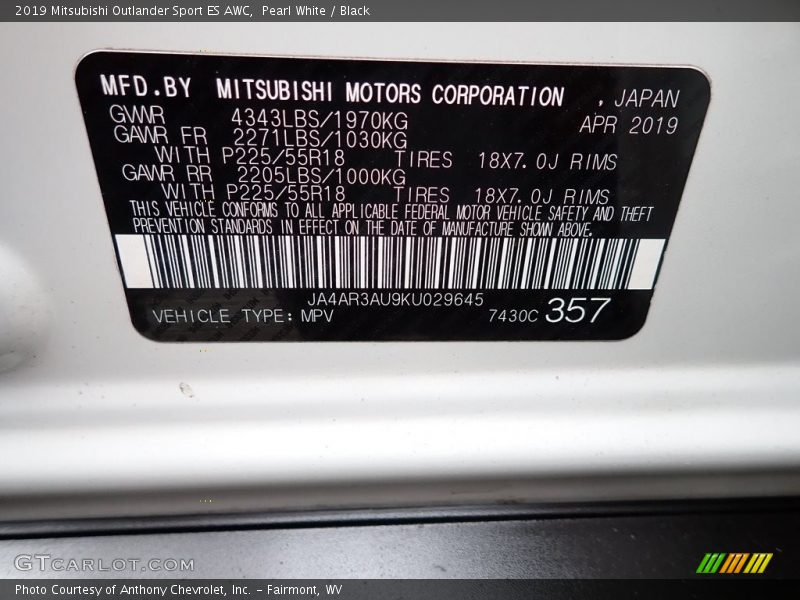 2019 Mitsubishi Outlander Sport ES AWC, Pearl White / Black
MFD.BY MITSUBISHI MOTORS CORPORATION , JAPAN
GVWR 4343LBS/1970KG APR 2019
GAWR FR 2271LBS/1030KG
WITH P225/55R18 TIRES 18X7.0J RIMS
GAWR RR 2205LBS/1000KG
WITH P225/55R18 TIRES 18X7.0J RIMS
THIS VEHICLE CONFORMS TO ALL APPLICABLE FEDERAL MOTOR VEHICLE SAFETY AND THEFT
PREVENTION STANDARDS IN EFFECT ON THE DATE OF MANUFACTURE SHOWN ABOVE.
JA4AR3AU9KU029645
VEHICLE TYPE: MPV 7430C 357
GTCARLOT.COM
Photo Courtesy of Anthony Chevrolet, Inc. - Fairmont, WV